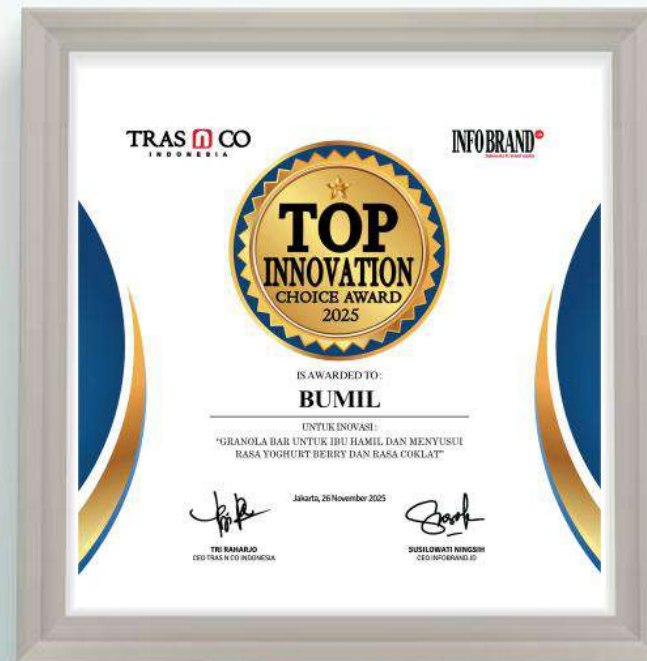 TRAS N CO
INDONESIA
INFOBRAND
TOP
INNOVATION
CHOICE AWARD
2025
IS AWARDED TO:
BUMIL
UNTUK INOVASI:
"GRANOLA BAR UNTUK IBU HAMIL DAN MENYUSUI
RASA YOGHURT BERRY DAN RASA COKLAT"
Jakarta, 26 November 2025
TRI RAHARJO
CEO TRAS N CO INDONESIA
SUSILOWATI NINGSIH
CEO INFOBRAND.ID